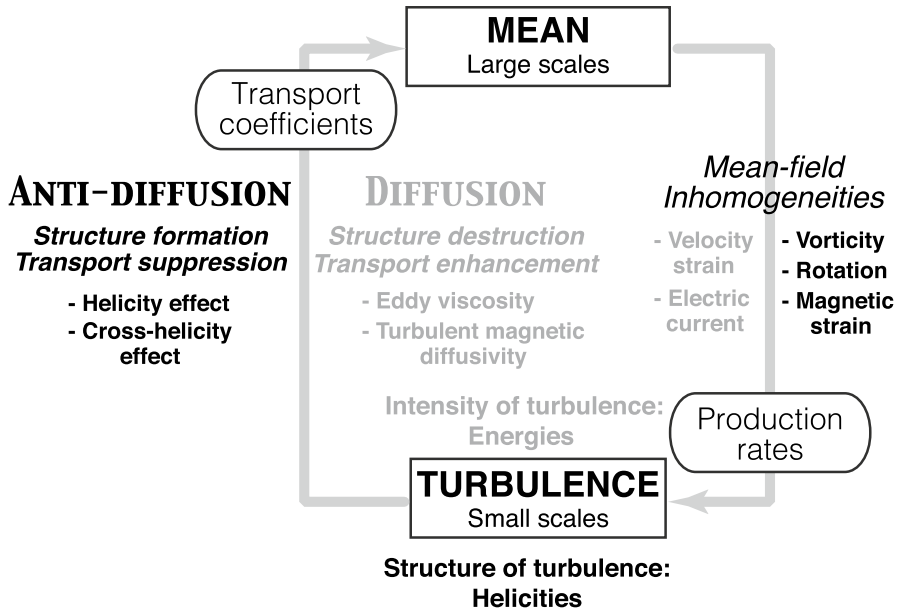 MEAN
Large scales
Transport
coefficients
Mean-field
Inhomogeneities
ANTI-DIFFUSION
Structure formation
Transport suppression
- Helicity effect
- Cross-helicity
effect
DIFFUSION
Structure destruction
Transport enhancement
- Eddy viscosity
- Turbulent magnetic
diffusivity
- Velocity
strain
- Electric
current
- Vorticity
- Rotation
- Magnetic
strain
Intensity of turbulence:
Energies
Production
rates
TURBULENCE
Small scales
Structure of turbulence:
Helicities